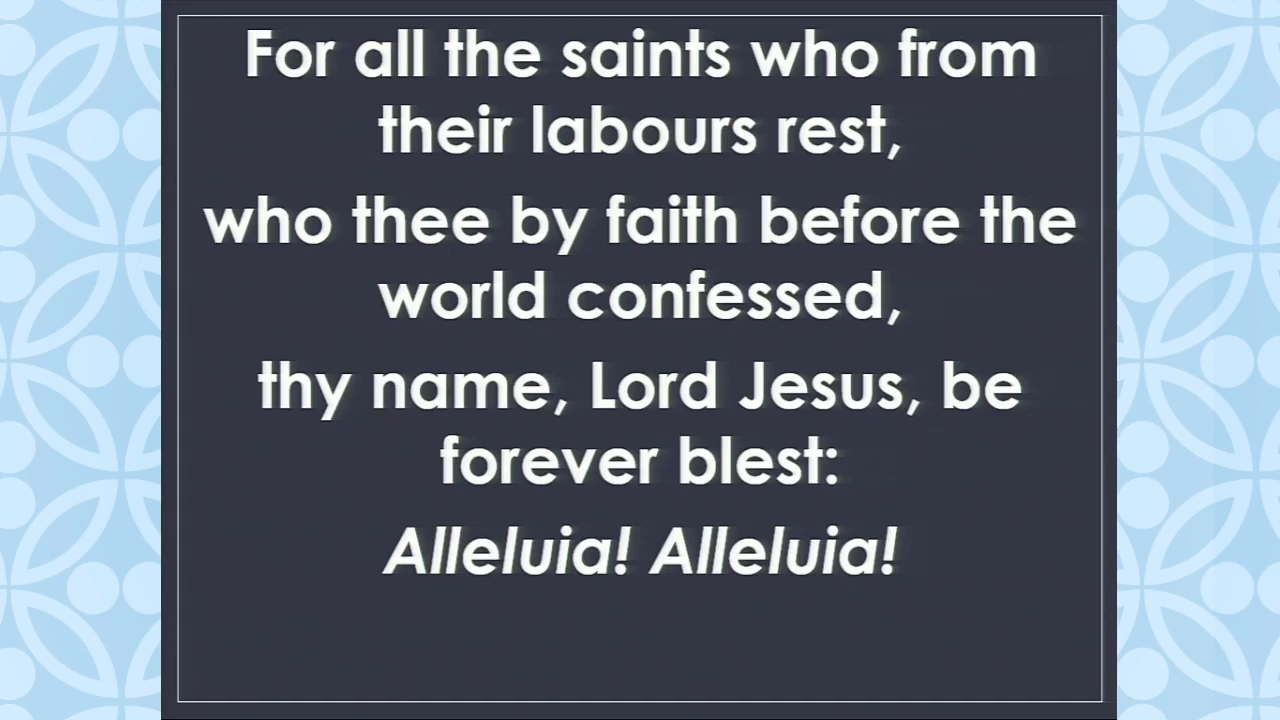 For all the saints who from
their labours rest,
who thee by faith before the
world confessed,
thy name, Lord Jesus, be
forever blest:
Alleluia! Alleluia!